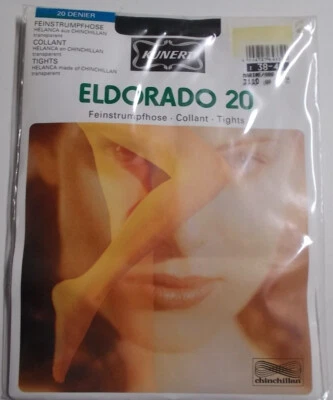 20 DENIER
FEINSTRUMPFHOSE
HELANCA aus CHINCHILLAN
transparent
COLLANT
HELANCA en CHINCHILLAN
transparent
TIGHTS
HELANCA made of CHINCHILLAN
transparent
KUNERT
ELDORADO 20
Feinstrumpfhose · Collant · Tights
chinchillan